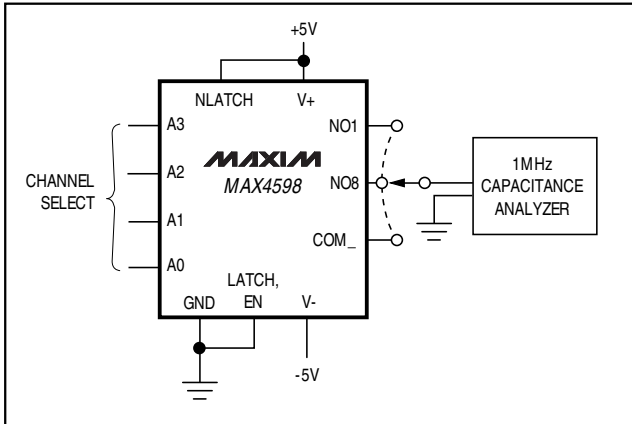 +5V
NLATCH V+
A3
NO1
MAXIM
MAX4598
A2
NO8
A1
COM_
A0
LATCH,
EN
GND
V-
-5V
CHANNEL
SELECT
1MHz
CAPACITANCE
ANALYZER